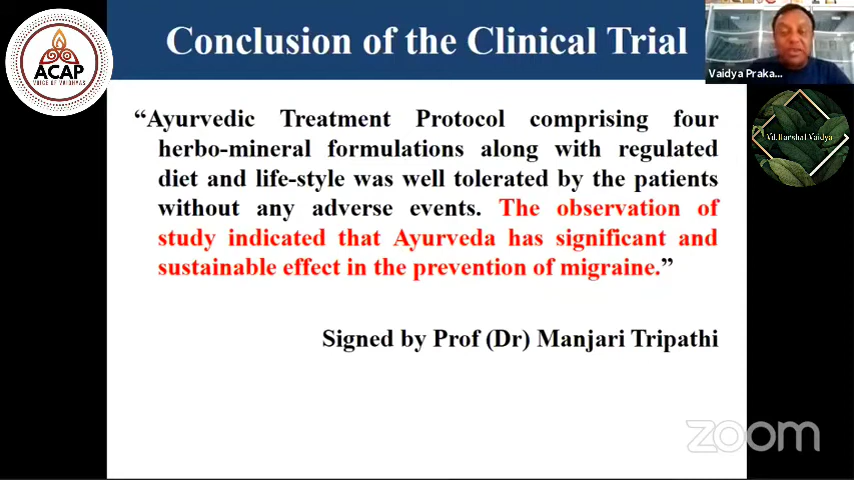 Conclusion of the Clinical Trial
"Ayurvedic Treatment Protocol comprising four
herbo-mineral formulations along with regulated
diet and life-style was well tolerated by the patients
without any adverse events. The observation of
study indicated that Ayurveda has significant and
sustainable effect in the prevention of migraine."
Signed by Prof (Dr) Manjari Tripathi
ACAP
VOICE OF VAIDHYAS
Vaidya Praka...
Vd.Harshal Vaidya
zoom